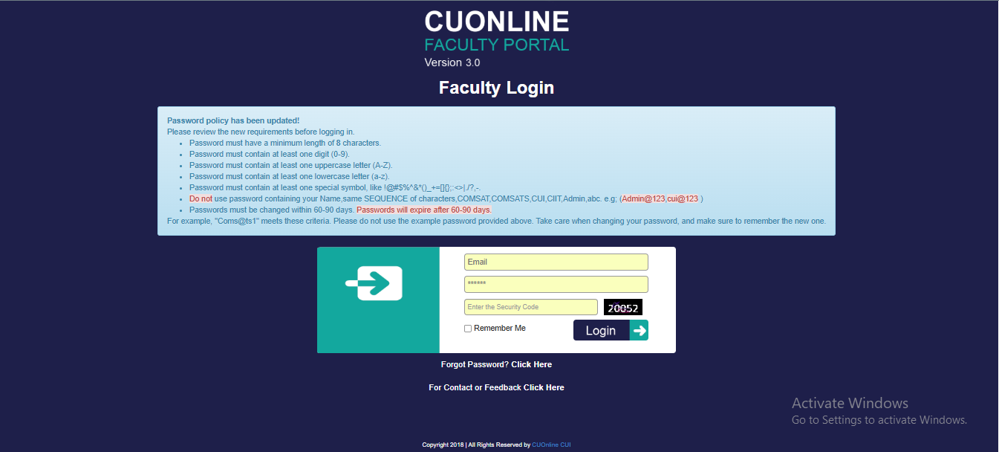 CUONLINE
FACULTY PORTAL
Version 3.0
Faculty Login
Password policy has been updated!
Please review the new requirements before logging in.
• Password must have a minimum length of 8 characters.
• Password must contain at least one digit (0-9).
• Password must contain at least one uppercase letter (A-Z).
• Password must contain at least one lowercase letter (a-z).
• Password must contain at least one special symbol, like !@#$%^&*()_+=[]{};:<>|./?,-.
• Do not use password containing your Name,same SEQUENCE of characters,COMSAT,COMSATS,CUI,CIIT,Admin,abc. e.g; (Admin@123,cui@123 )
• Passwords must be changed within 60-90 days. Passwords will expire after 60-90 days.
For example, "Coms@ts1" meets these criteria. Please do not use the example password provided above. Take care when changing your password, and make sure to remember the new one.
Email
******
Enter the Security Code
20052
Remember Me
Login
Forgot Password? Click Here
For Contact or Feedback Click Here
Activate Windows
Go to Settings to activate Windows.
Copyright 2018 | All Rights Reserved by CUOnline CUI